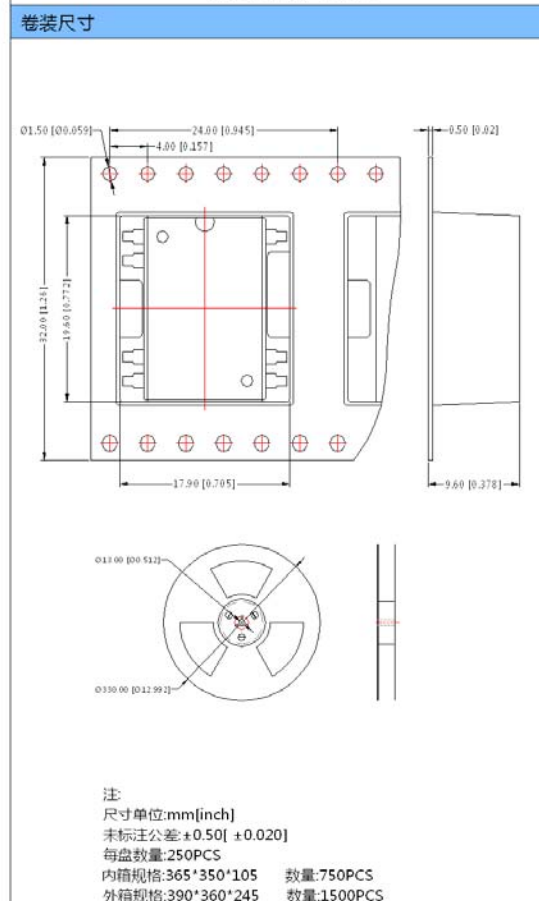 卷装尺寸
Ø1.50 [Ø0.059]
24.00 [0.945]
0.50 [0.02]
4.00 [0.157]
32.00 [1.26]
19.60 [0.772]
17.90 [0.705]
9.60 [0.378]
Ø13.00 [Ø0.512]
Ø330.00 [Ø12.992]
注:
尺寸单位:mm[inch]
未标注公差:±0.50[ ±0.020]
每盘数量:250PCS
内箱规格:365*350*105 数量:750PCS
外箱规格:390*360*245 数量:1500PCS